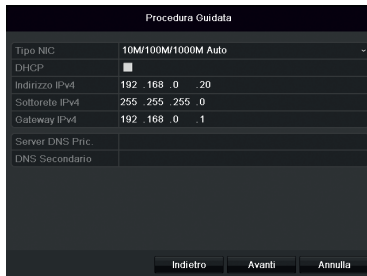 Procedura Guidata
Tipo NIC 10M/100M/1000M Auto
DHCP
Indirizzo IPv4 192 .168 .0 .20
Sottorete IPv4 255 .255 .255 .0
Gateway IPv4 192 .168 .0 .1
Server DNS Pric.
DNS Secondario
Indietro Avanti Annulla